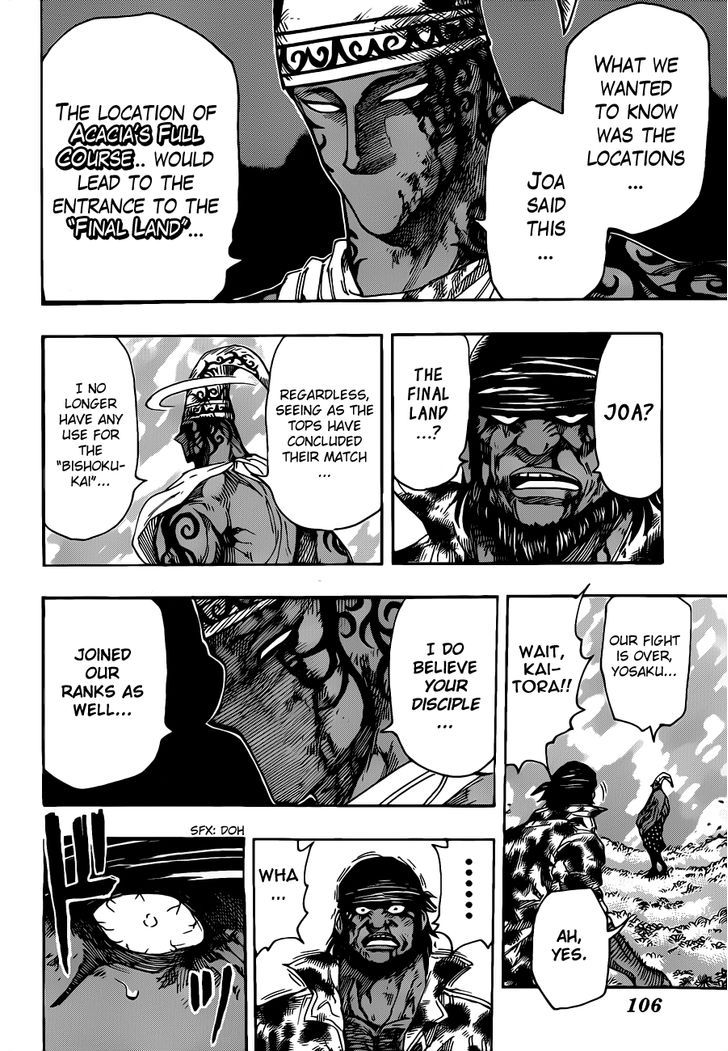 WHAT WE
WANTED
TO KNOW
WAS THE
LOCATIONS
...
JOA
SAID
THIS
...
THE LOCATION OF
ACACIA'S FULL
COURSE.. WOULD
LEAD TO THE
ENTRANCE TO THE
"FINAL LAND"...
JOA?
THE
FINAL
LAND
...?
REGARDLESS,
SEEING AS THE
TOPS HAVE
CONCLUDED
THEIR MATCH
...
I NO
LONGER
HAVE ANY
USE FOR
THE
"BISHOKU-
KAI"...
OUR FIGHT
IS OVER,
YOSAKU...
WAIT,
KAI-
TORA!!
AH,
YES.
I DO
BELIEVE
YOUR
DISCIPLE
...
JOINED
OUR
RANKS AS
WELL...
......
WHA
...
SFX: DOH
ドッ
106